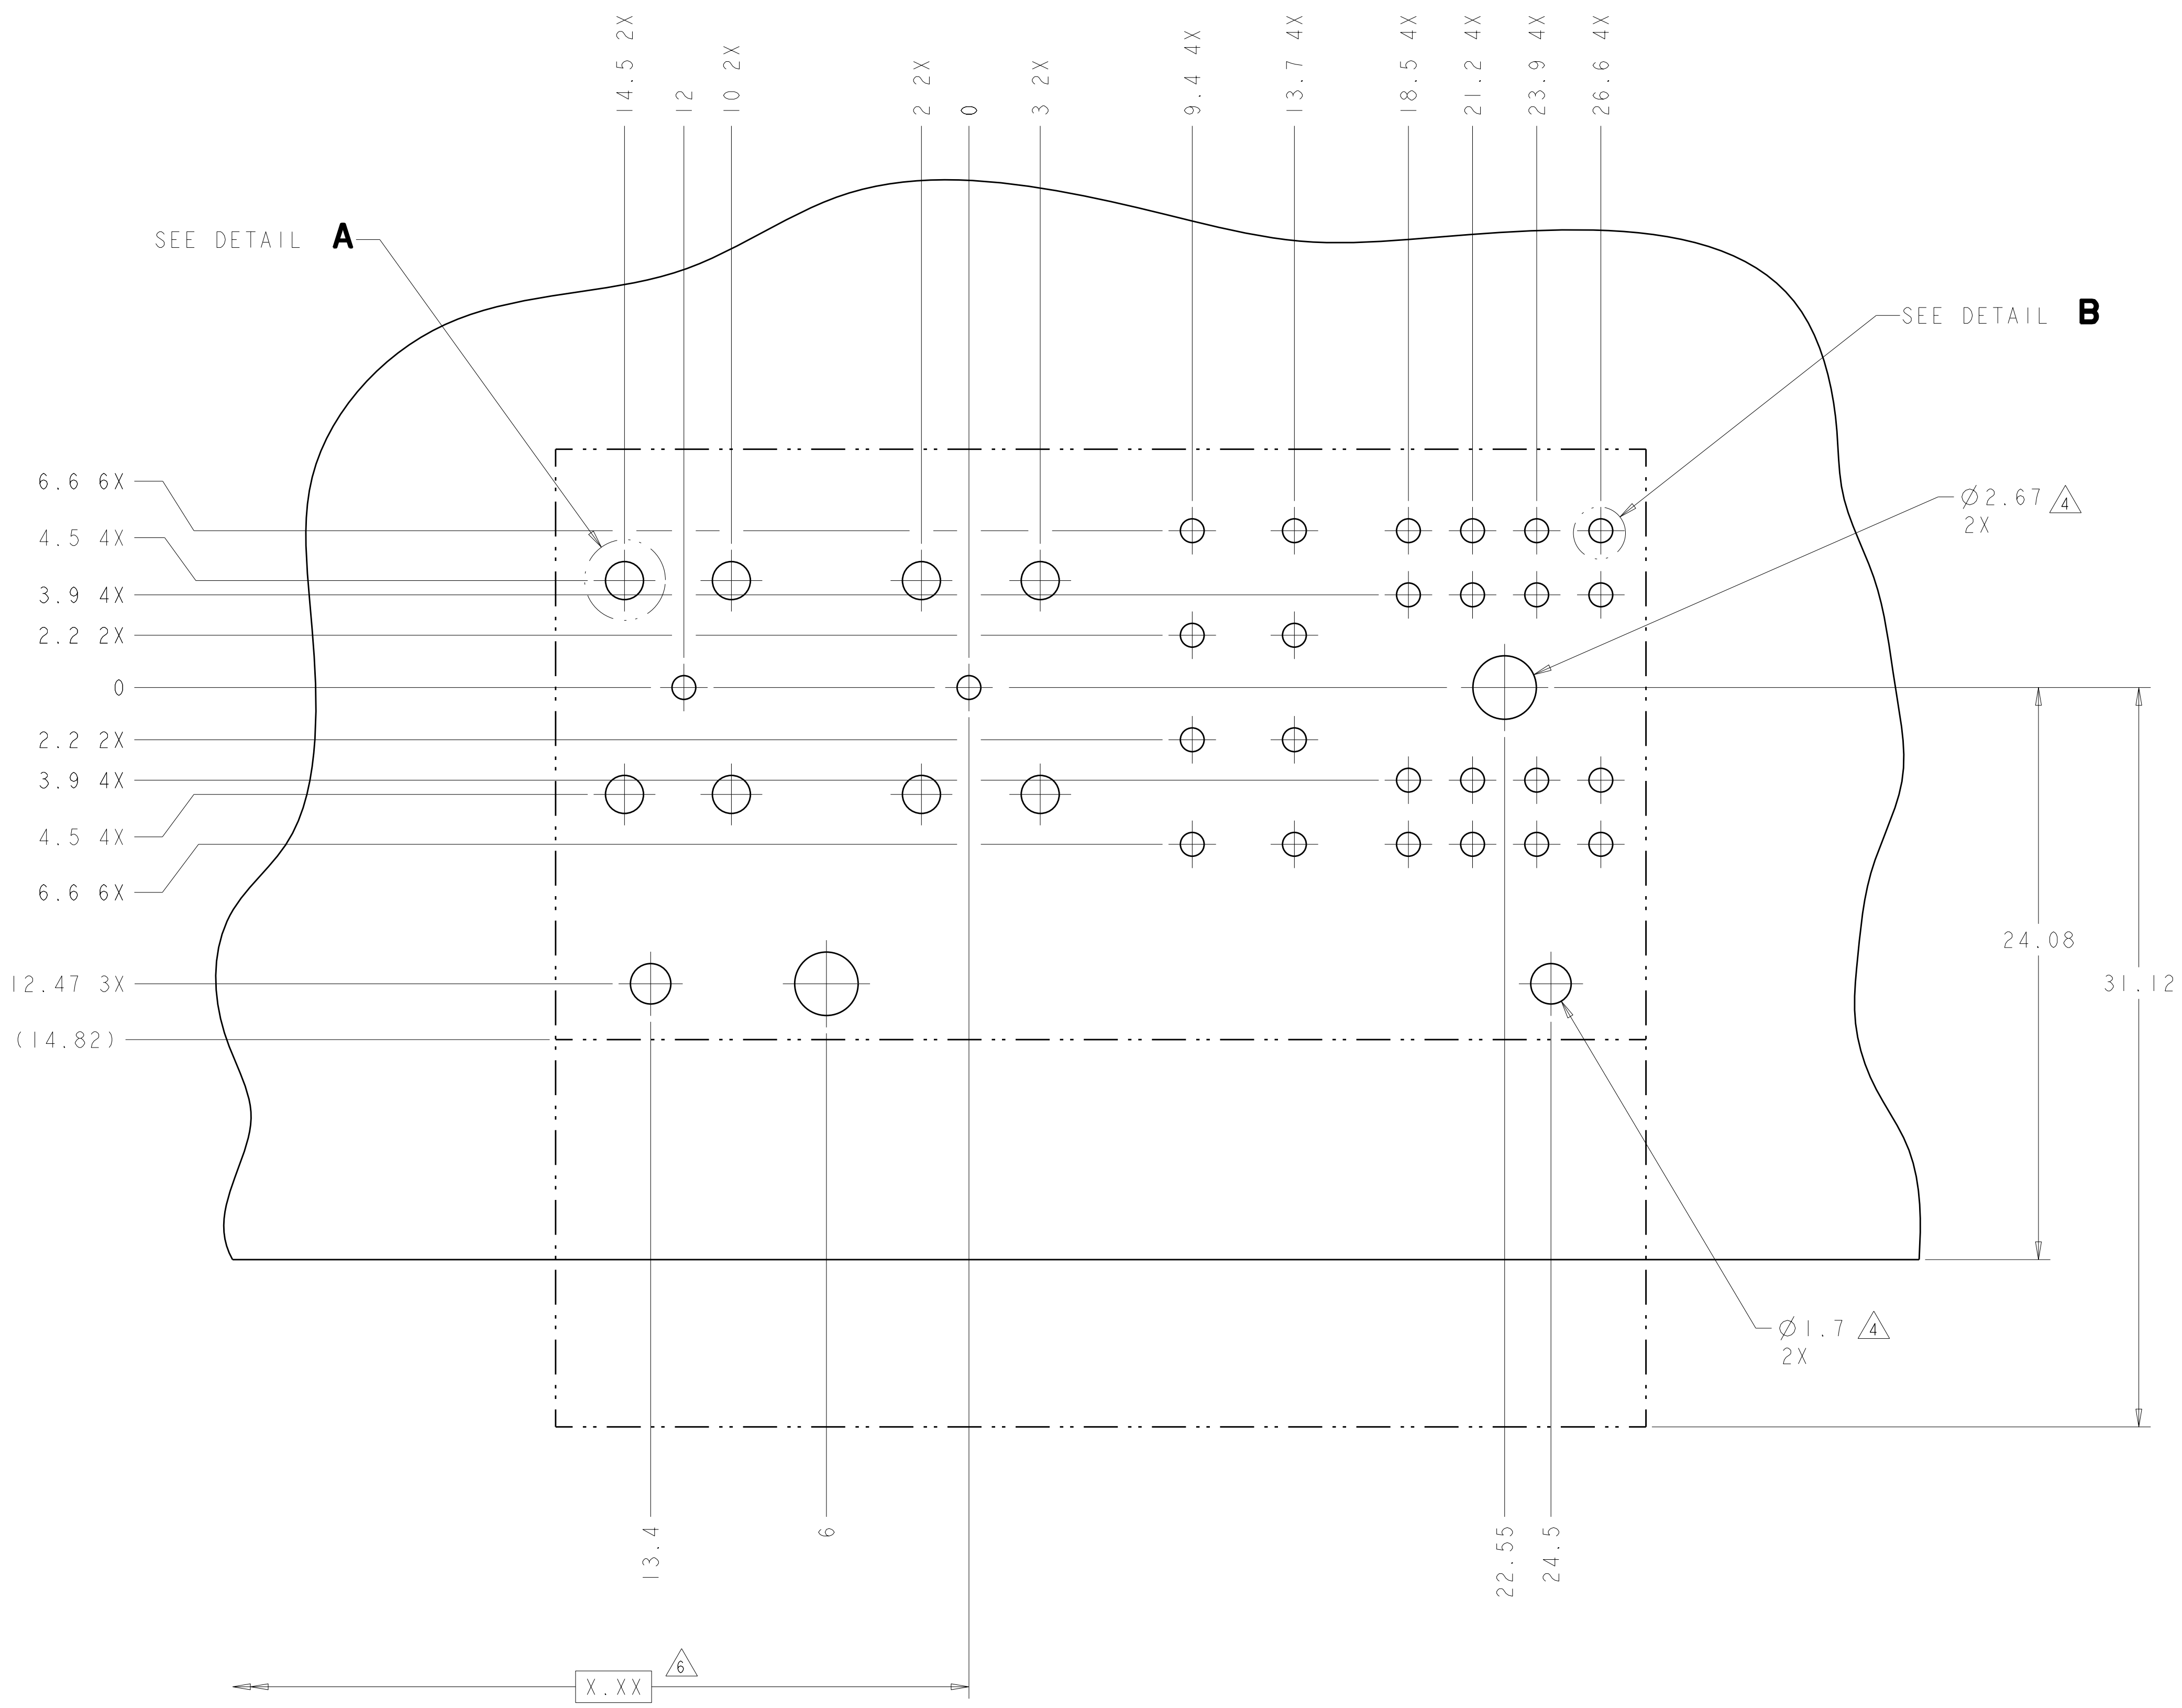 14.5 2X
12
10 2X
2 2X
0
3 2X
9.4 4X
13.7 4X
18.5 4X
21.2 4X
23.9 4X
26.6 4X
SEE DETAIL A
SEE DETAIL B
6.6 6X
4.5 4X
3.9 4X
2.2 2X
0
2.2 2X
3.9 4X
4.5 4X
6.6 6X
12.47 3X
(14.82)
Ø2.67 4
2X
24.08
31.12
Ø1.7 4
2X
13.4
6
22.55
24.5
X.XX
6